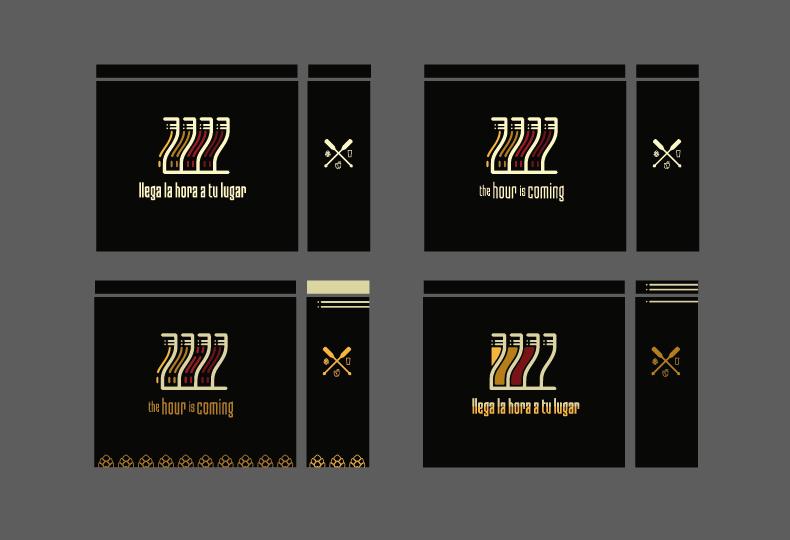 llega la hora a tu lugar
the hour is coming
the hour is coming
llega la hora a tu lugar